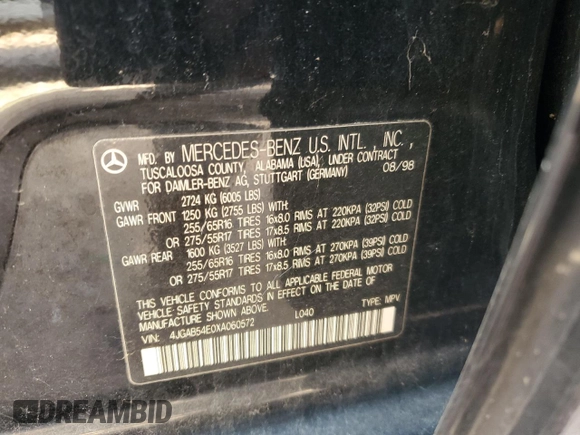 MFD. BY MERCEDES-BENZ U.S. INTL., INC.,
TUSCALOOSA COUNTY, ALABAMA (USA), UNDER CONTRACT
FOR DAIMLER-BENZ AG, STUTTGART (GERMANY) 08/98
GVWR 2724 KG (6005 LBS)
GAWR FRONT 1250 KG (2755 LBS)
255/65R16 TIRES 16x8.0 RIMS AT 220KPA (32PSI) COLD
OR 275/55R17 TIRES 17x8.5 RIMS AT 220KPA (32PSI) COLD
GAWR REAR 1600 KG (3527 LBS)
255/65R16 TIRES 16x8.0 RIMS AT 270KPA (39PSI) COLD
OR 275/55R17 TIRES 17x8.5 RIMS AT 270KPA (39PSI) COLD
THIS VEHICLE CONFORMS TO ALL APPLICABLE FEDERAL MOTOR
VEHICLE SAFETY STANDARDS IN EFFECT ON THE DATE OF
MANUFACTURE SHOWN ABOVE.
VIN: 4JGAB54E0XA060572 L040 TYPE: MPV
DREAMBID